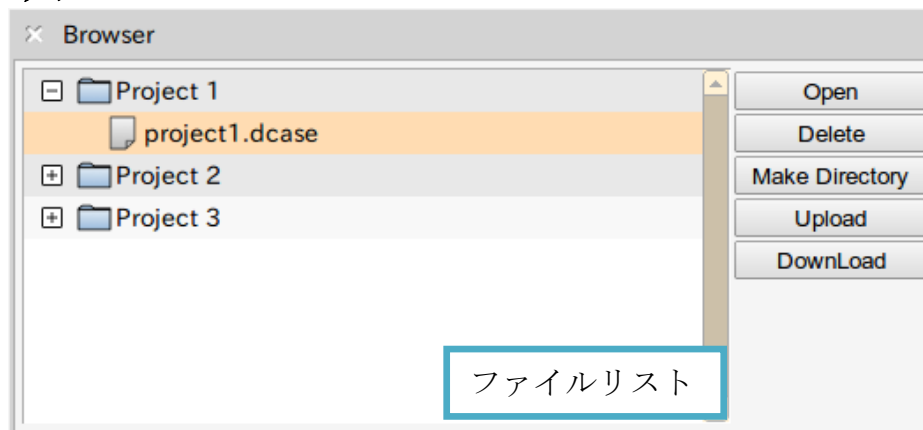 Browser
Project 1
project1.dcase
Project 2
Project 3
Open
Delete
Make Directory
Upload
DownLoad
ファイルリスト